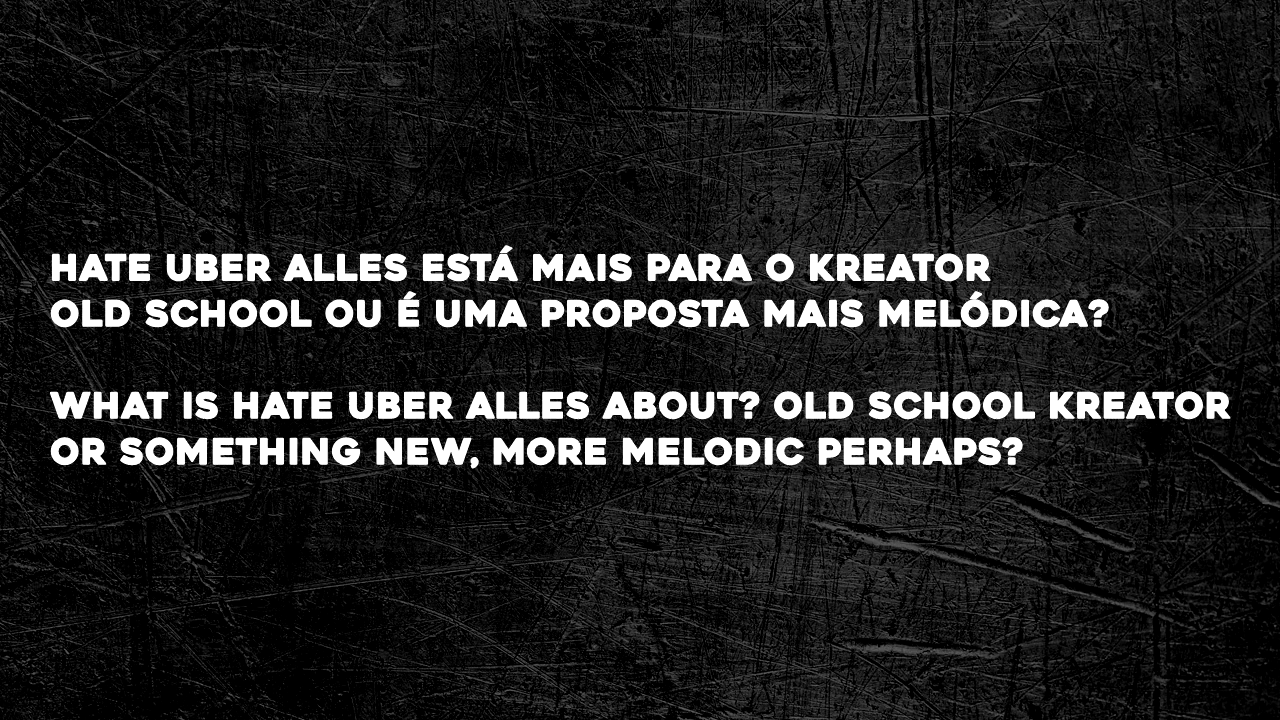 HATE UBER ALLES ESTÁ MAIS PARA O KREATOR
OLD SCHOOL OU É UMA PROPOSTA MAIS MELÓDICA?
WHAT IS HATE UBER ALLES ABOUT? OLD SCHOOL KREATOR
OR SOMETHING NEW, MORE MELODIC PERHAPS?